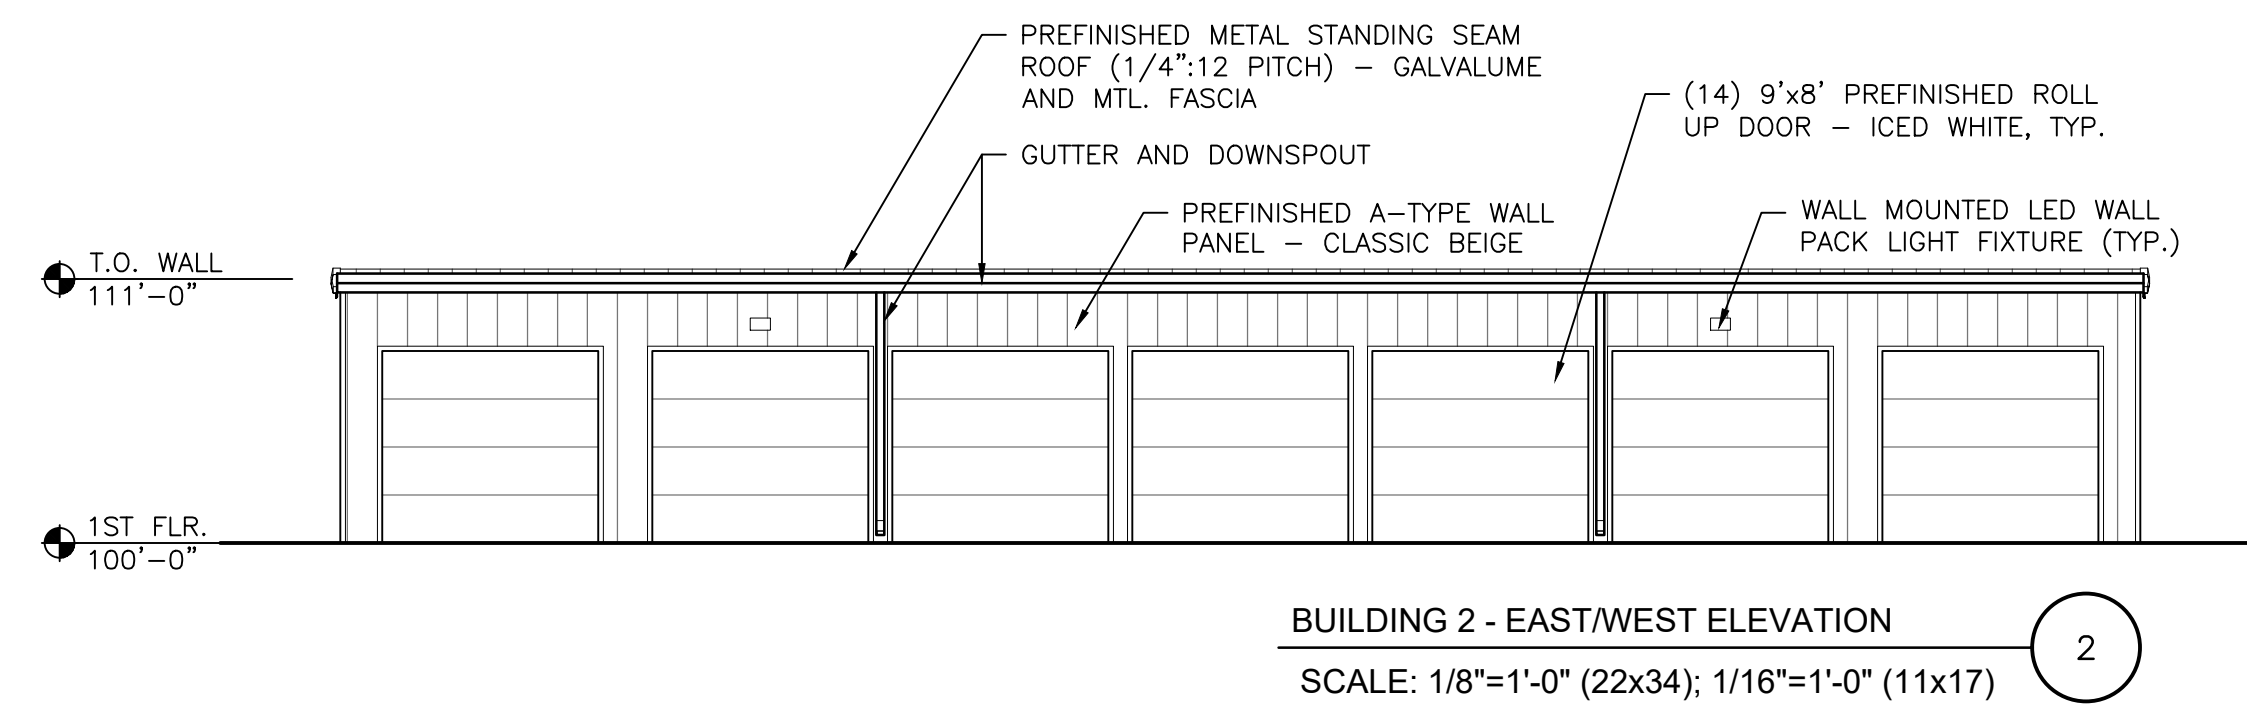 PREFINISHED METAL STANDING SEAM
ROOF (1/4":12 PITCH) – GALVALUME
AND MTL. FASCIA
(14) 9'x8' PREFINISHED ROLL
UP DOOR – ICED WHITE, TYP.
GUTTER AND DOWNSPOUT
PREFINISHED A–TYPE WALL
PANEL – CLASSIC BEIGE
WALL MOUNTED LED WALL
PACK LIGHT FIXTURE (TYP.)
T.O. WALL
111'–0"
1ST FLR.
100'–0"
BUILDING 2 - EAST/WEST ELEVATION
SCALE: 1/8"=1'-0" (22x34); 1/16"=1'-0" (11x17)
2